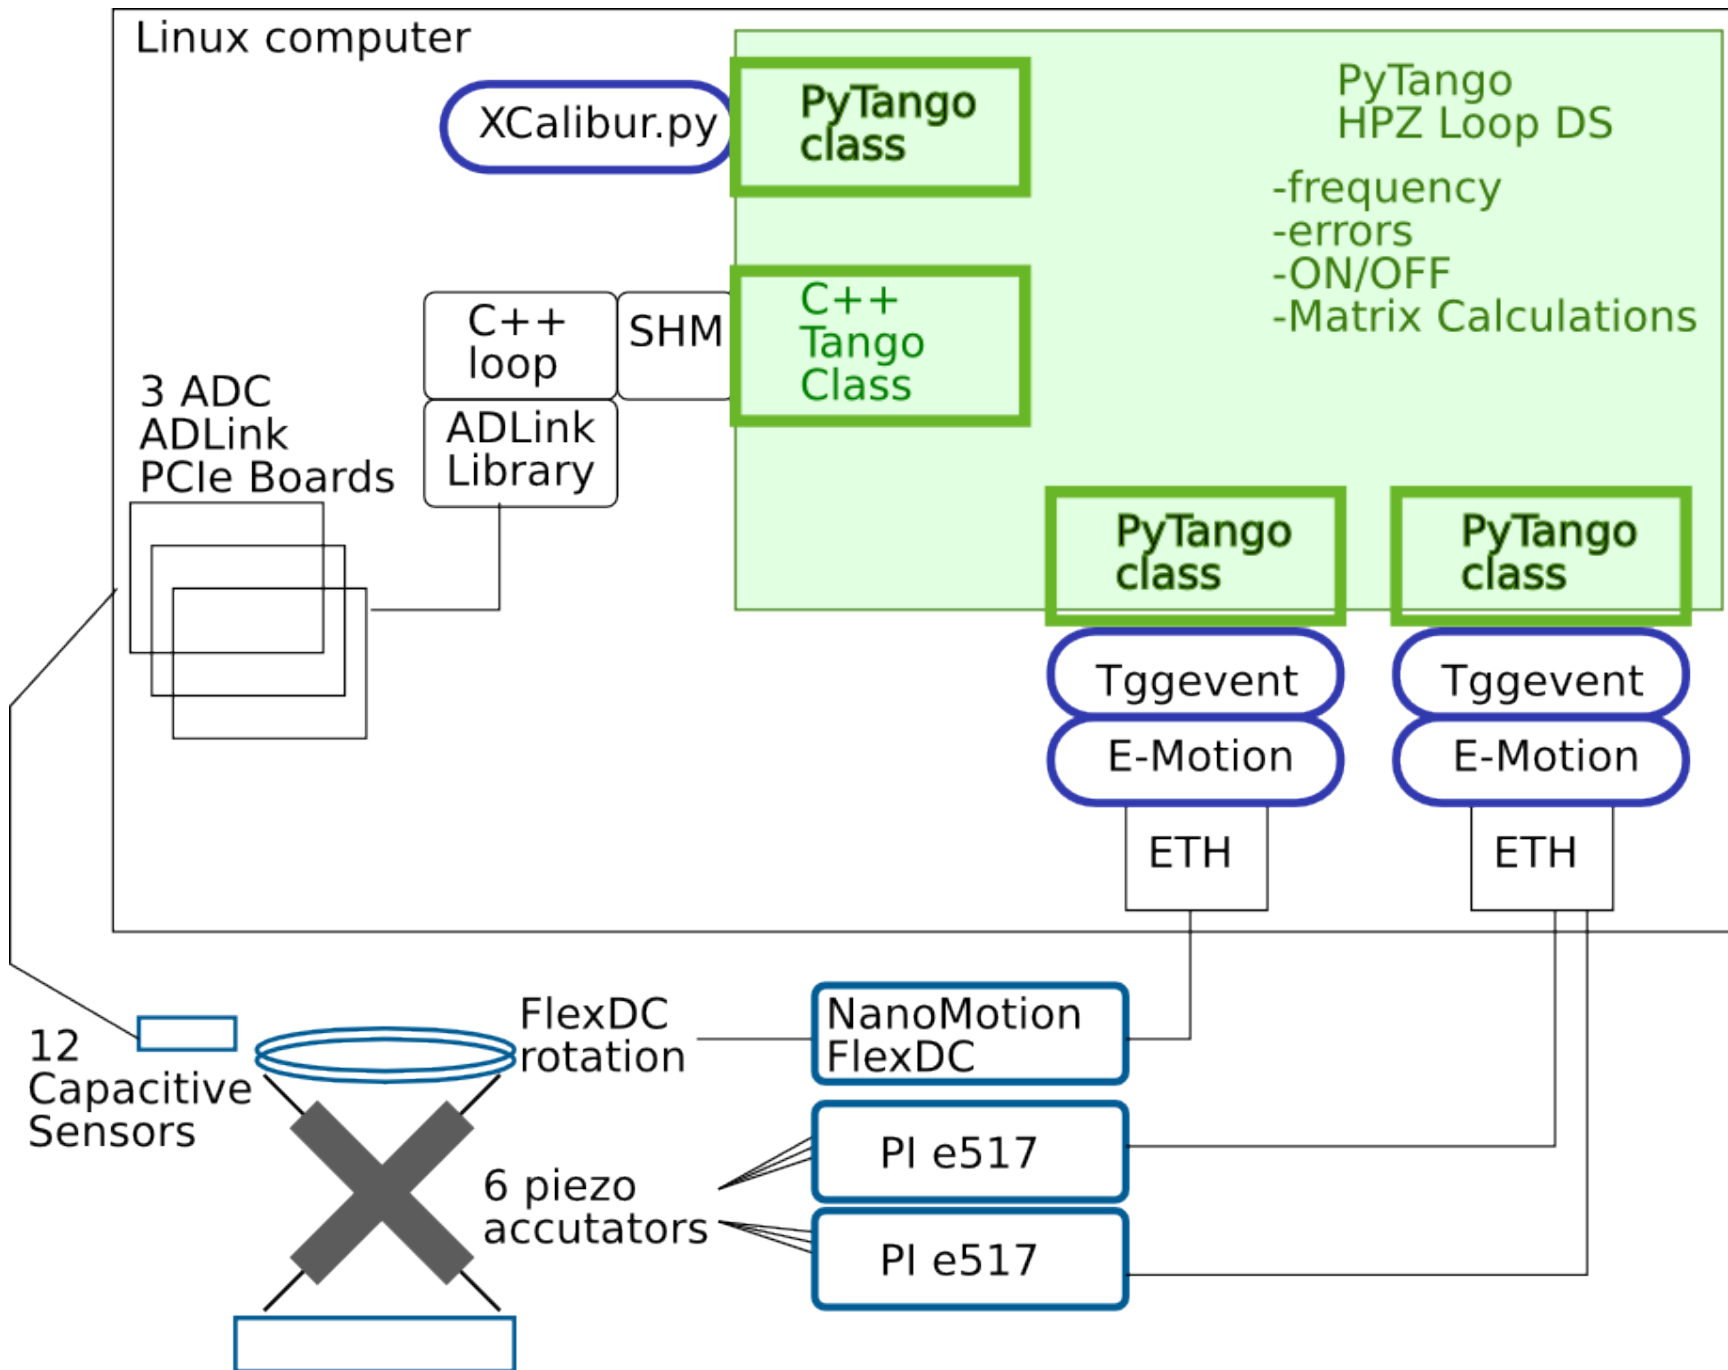 Linux computer
XCalibur.py
PyTango
class
PyTango
HPZ Loop DS
-frequency
-errors
-ON/OFF
-Matrix Calculations
C++
loop
SHM
C++
Tango
Class
ADLink
Library
3 ADC
ADLink
PCIe Boards
PyTango
class
PyTango
class
Tggevent
Tggevent
E-Motion
E-Motion
ETH
ETH
12
Capacitive
Sensors
FlexDC
rotation
NanoMotion
FlexDC
6 piezo
accutators
PI e517
PI e517